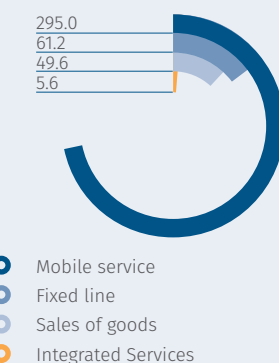 295.0
61.2
49.6
5.6
Mobile service
Fixed line
Sales of goods
Integrated Services